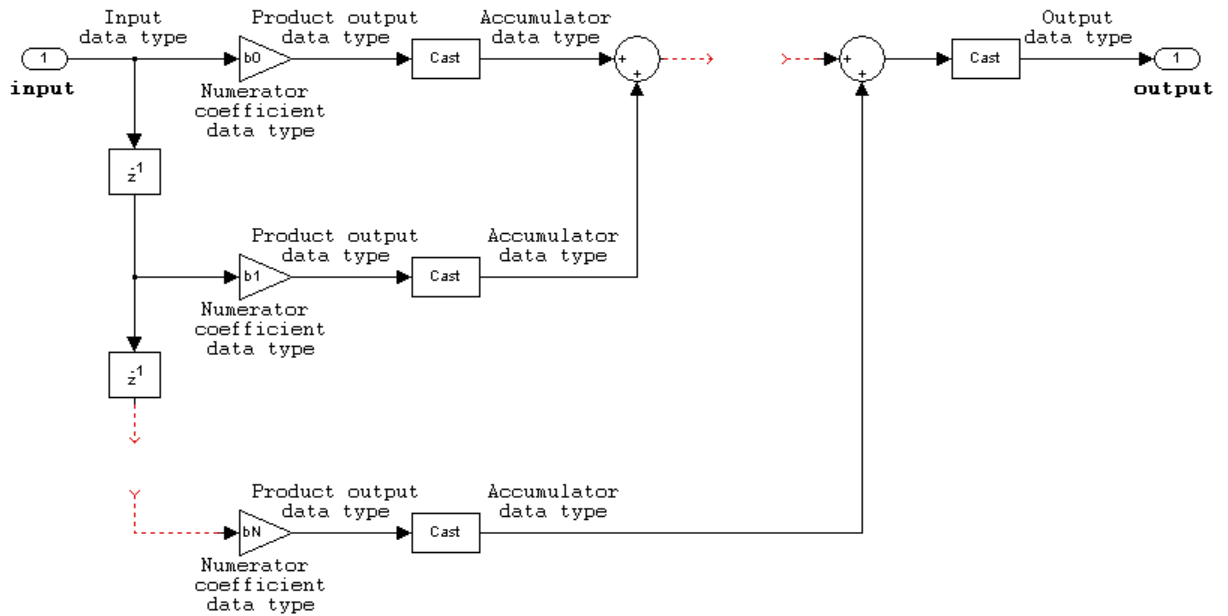 Input
data type
Product output
data type
Accumulator
data type
Output
data type
1
b0
Cast
+
+
+
+
Cast
1
input
output
Numerator
coefficient
data type
z-1
Product output
data type
Accumulator
data type
b1
Cast
Numerator
coefficient
data type
z-1
Product output
data type
Accumulator
data type
bN
Cast
Numerator
coefficient
data type